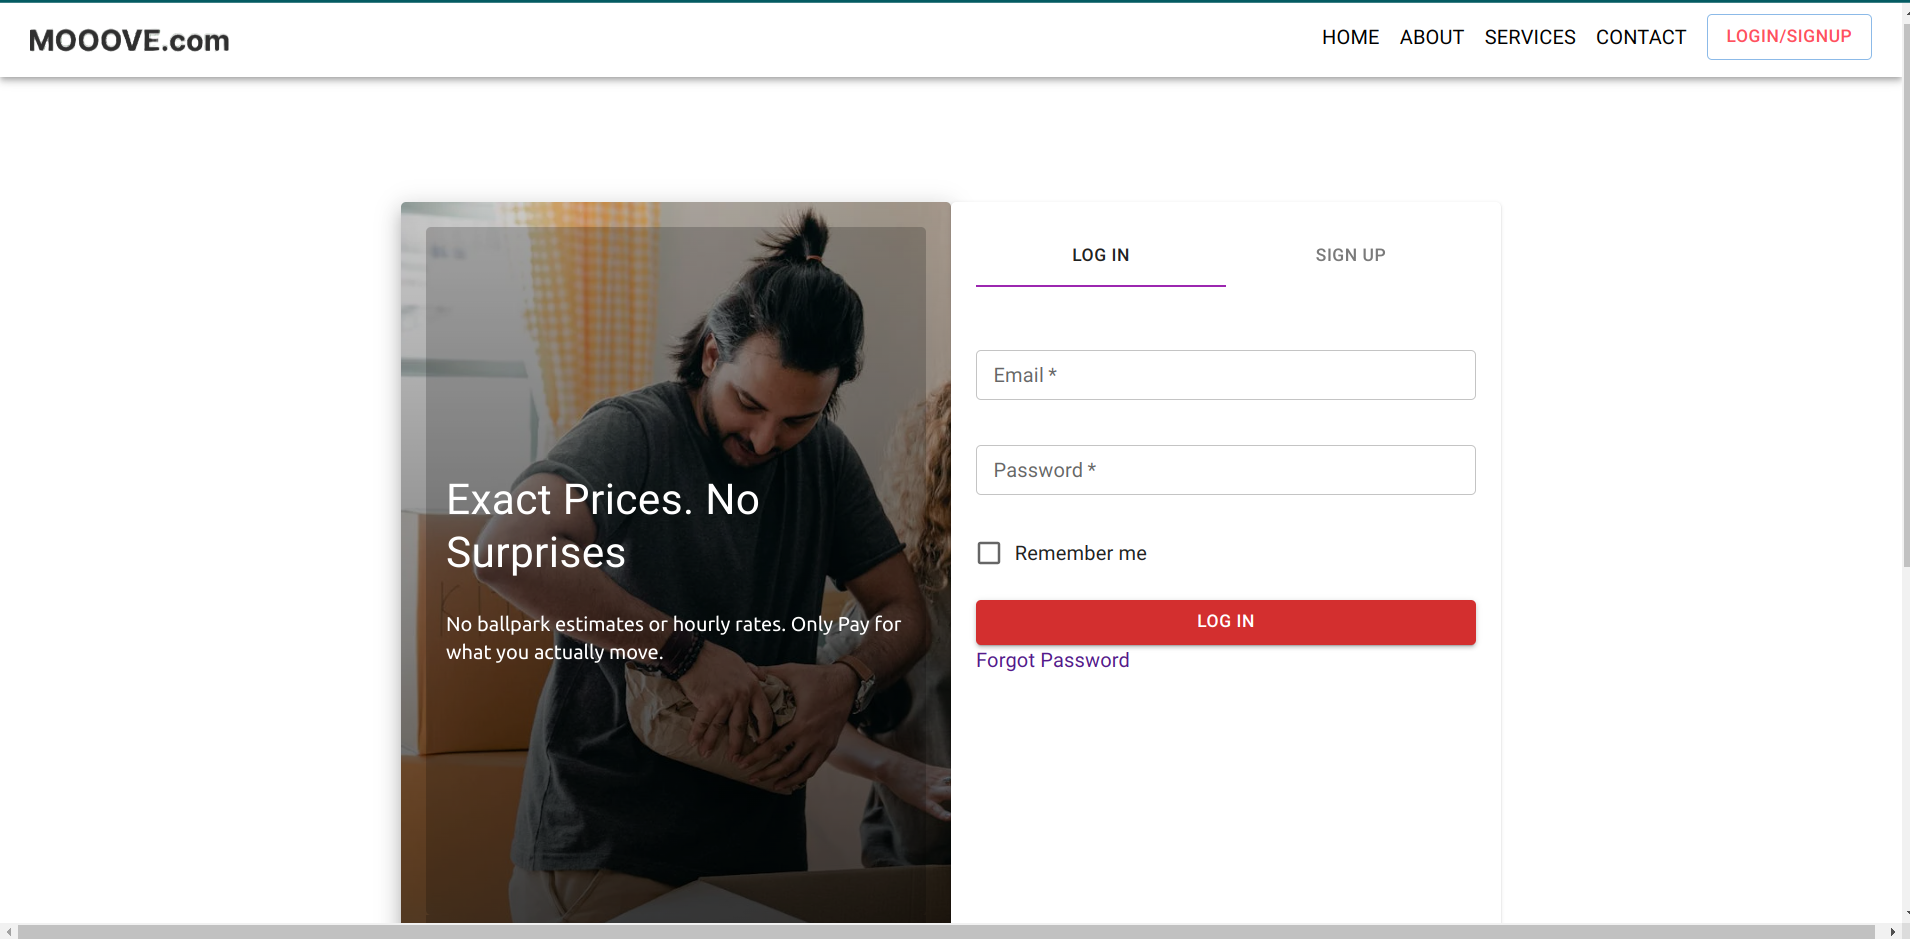 MOOOVE.com
HOME ABOUT SERVICES CONTACT LOGIN/SIGNUP
Exact Prices. No
Surprises
No ballpark estimates or hourly rates. Only Pay for
what you actually move.
LOG IN SIGN UP
Email *
Password *
Remember me
LOG IN
Forgot Password